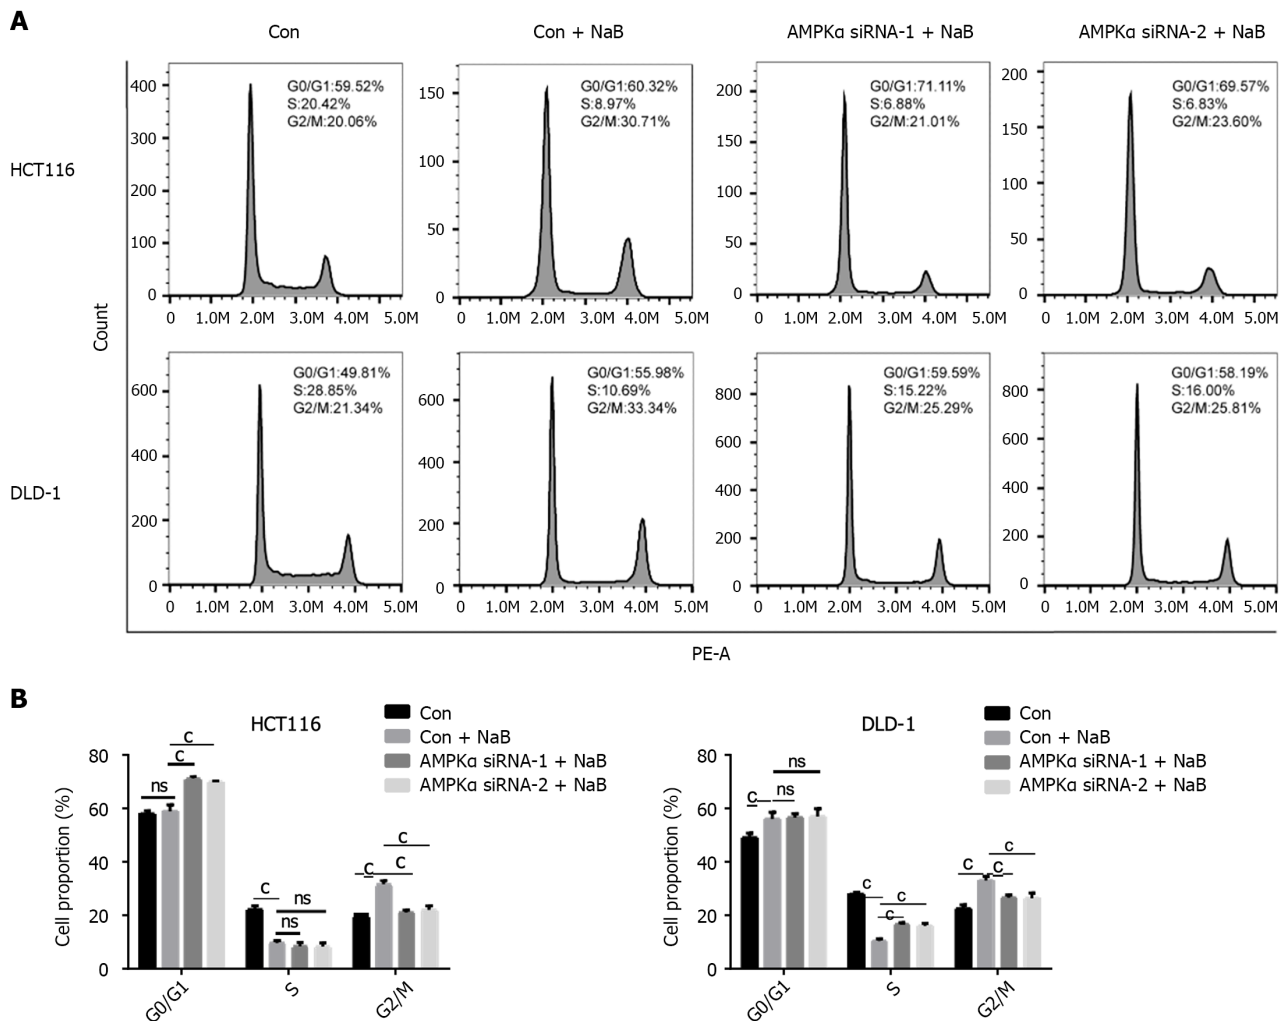 A
Con
Con + NaB
AMPKα siRNA-1 + NaB
AMPKα siRNA-2 + NaB
HCT116
G0/G1:59.52%
S:20.42%
G2/M:20.06%
400
300
200
100
0
0 1.0M 2.0M 3.0M 4.0M 5.0M
G0/G1:60.32%
S:8.97%
G2/M:30.71%
150
100
50
0
0 1.0M 2.0M 3.0M 4.0M 5.0M
G0/G1:71.11%
S:6.88%
G2/M:21.01%
200
150
100
50
0
0 1.0M 2.0M 3.0M 4.0M 5.0M
G0/G1:69.57%
S:6.83%
G2/M:23.60%
200
150
100
50
0
0 1.0M 2.0M 3.0M 4.0M 5.0M
Count
DLD-1
G0/G1:49.81%
S:28.85%
G2/M:21.34%
600
400
200
0
0 1.0M 2.0M 3.0M 4.0M 5.0M
G0/G1:55.98%
S:10.69%
G2/M:33.34%
600
400
200
0
0 1.0M 2.0M 3.0M 4.0M 5.0M
G0/G1:59.59%
S:15.22%
G2/M:25.29%
800
600
400
200
0
0 1.0M 2.0M 3.0M 4.0M 5.0M
G0/G1:58.19%
S:16.00%
G2/M:25.81%
800
600
400
200
0
0 1.0M 2.0M 3.0M 4.0M 5.0M
PE-A
B
HCT116
Con
Con + NaB
AMPKα siRNA-1 + NaB
AMPKα siRNA-2 + NaB
Cell proportion (%)
80
60
40
20
0
c
c
ns
c
ns
ns
c
c
c
G0/G1
S
G2/M
DLD-1
Con
Con + NaB
AMPKα siRNA-1 + NaB
AMPKα siRNA-2 + NaB
Cell proportion (%)
80
60
40
20
0
ns
c
ns
c
c
c
c
c
c
G0/G1
S
G2/M